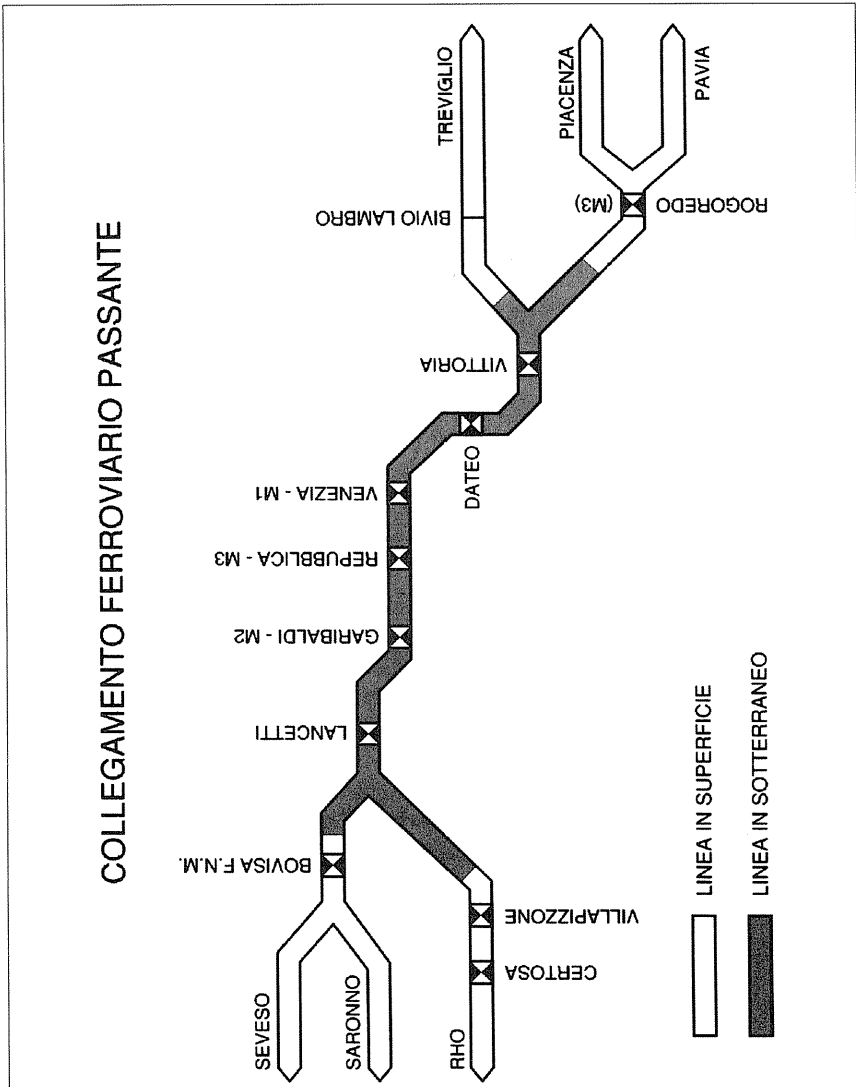 COLLEGAMENTO FERROVIARIO PASSANTE
SEVESO
SARONNO
RHO
CERTOSA
VILLAPIZZONE
BOVISA F.N.M.
LANCETTI
GARIBALDI - M2
REPUBBLICA - M3
VENEZIA - M1
DATEO
VITTORIA
BIVIO LAMBRO
TREVIGLIO
ROGOREDO
(M3)
PIACENZA
PAVIA
LINEA IN SUPERFICIE
LINEA IN SOTTERRANEO